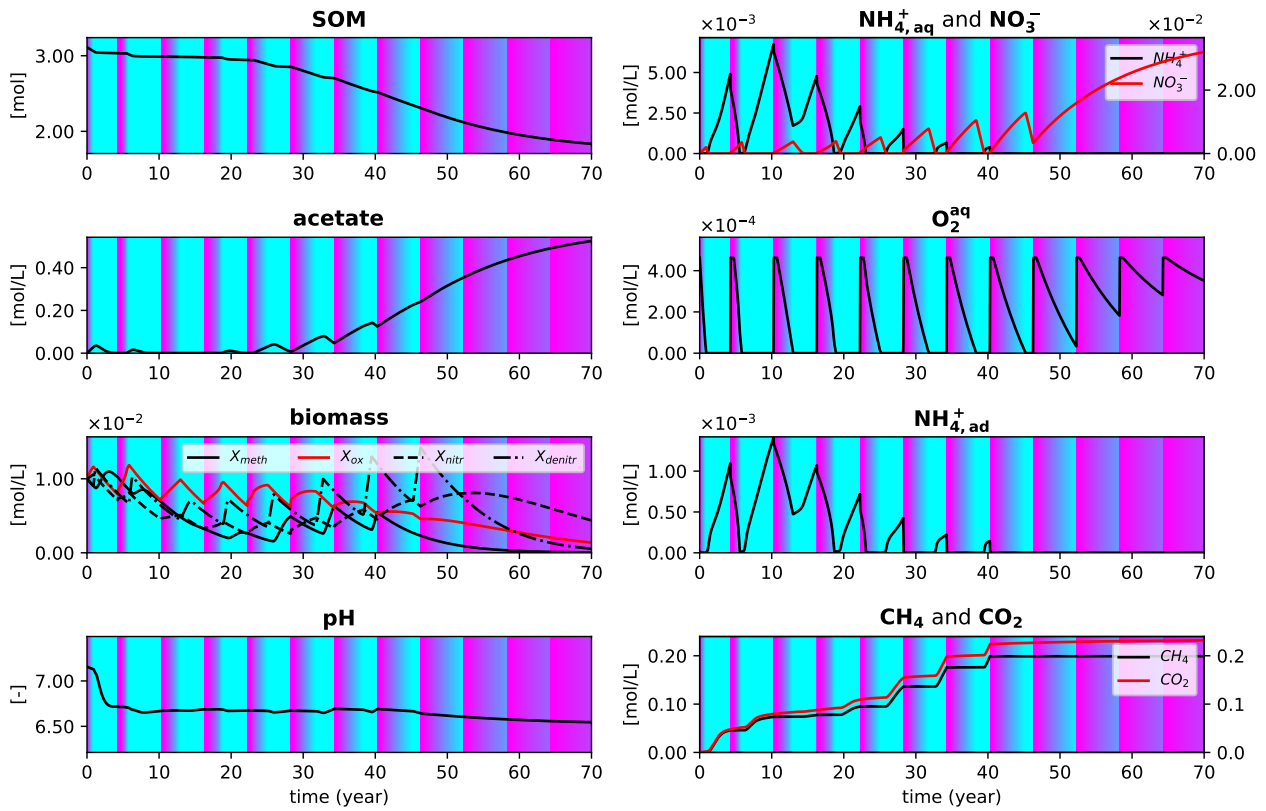 SOM
[mol]
3.00
2.00
0 10 20 30 40 50 60 70
NH₄,aq⁺ and NO₃⁻
×10⁻³ ×10⁻²
[mol/L]
5.00
2.50
0.00
2.00
0.00
NH₄⁺
NO₃⁻
0 10 20 30 40 50 60 70
acetate
[mol/L]
0.40
0.20
0.00
0 10 20 30 40 50 60 70
O₂aq
×10⁻⁴
[mol/L]
4.00
2.00
0.00
0 10 20 30 40 50 60 70
biomass
×10⁻²
[mol/L]
1.00
0.00
X_meth X_ox X_nitr X_denitr
0 10 20 30 40 50 60 70
NH₄,ad⁺
×10⁻³
[mol/L]
1.00
0.50
0.00
0 10 20 30 40 50 60 70
pH
[-]
7.00
6.50
0 10 20 30 40 50 60 70
time (year)
CH₄ and CO₂
[mol/L]
0.20
0.10
0.00
0.2
0.1
0.0
CH₄
CO₂
0 10 20 30 40 50 60 70
time (year)